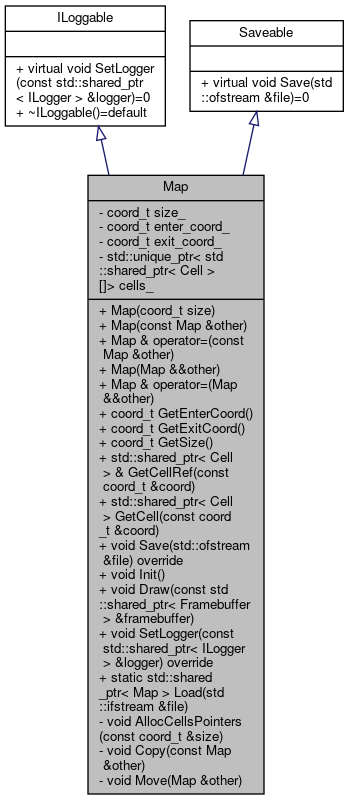 ILoggable
+ virtual void SetLogger
(const std::shared_ptr
< ILogger > &logger)=0
+ ~ILoggable()=default
Saveable
+ virtual void Save(std
::ofstream &file)=0
Map
- coord_t size_
- coord_t enter_coord_
- coord_t exit_coord_
- std::unique_ptr< std
::shared_ptr< Cell >
[]> cells_
+ Map(coord_t size)
+ Map(const Map &other)
+ Map & operator=(const
Map &other)
+ Map(Map &&other)
+ Map & operator=(Map
&&other)
+ coord_t GetEnterCoord()
+ coord_t GetExitCoord()
+ coord_t GetSize()
+ std::shared_ptr< Cell
> & GetCellRef(const
coord_t &coord)
+ std::shared_ptr< Cell
> GetCell(const coord
_t &coord)
+ void Save(std::ofstream
&file) override
+ void Init()
+ void Draw(const std
::shared_ptr< Framebuffer
> &framebuffer)
+ void SetLogger(const
std::shared_ptr< ILogger
> &logger) override
+ static std::shared
_ptr< Map > Load(std
::ifstream &file)
- void AllocCellsPointers
(const coord_t &size)
- void Copy(const Map
&other)
- void Move(Map &other)